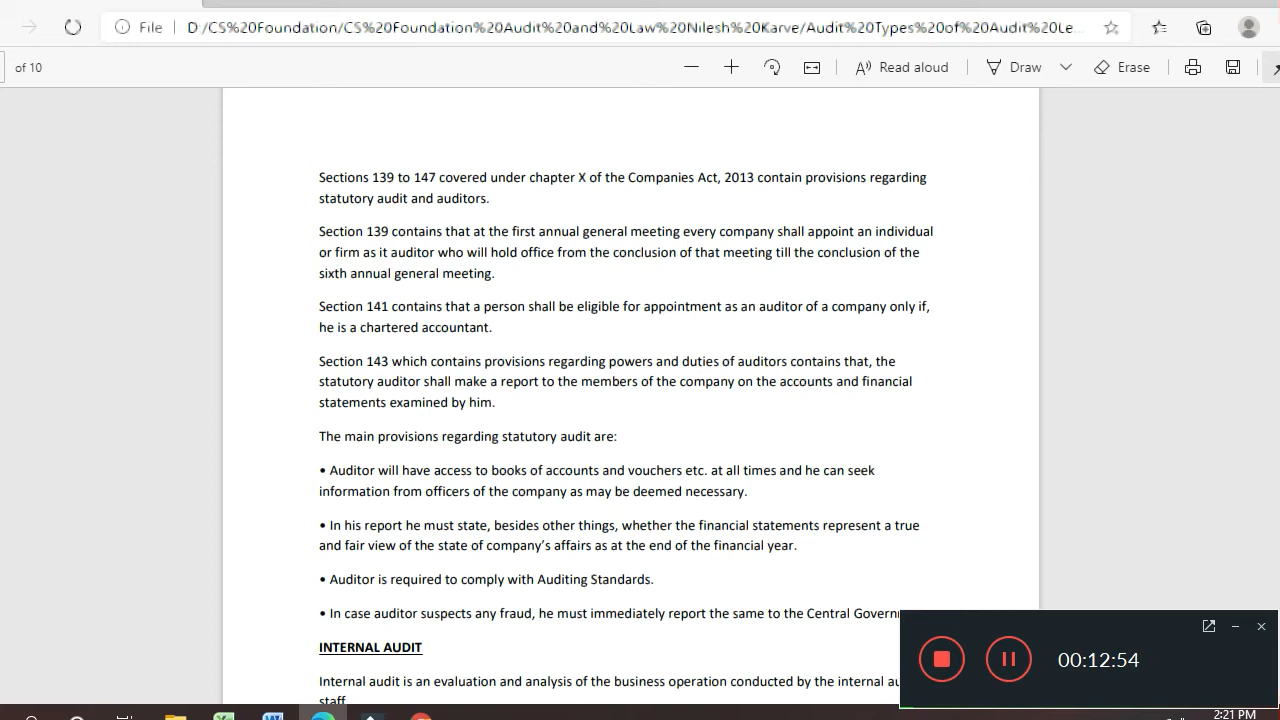 File
D:/CS%20Foundation/CS%20Foundation%20Audit%20and%20Law%20Nilesh%20Karve/Audit%20Types%20of%20Audit%20Le...
of 10
Read aloud
Draw
Erase
Sections 139 to 147 covered under chapter X of the Companies Act, 2013 contain provisions regarding
statutory audit and auditors.
Section 139 contains that at the first annual general meeting every company shall appoint an individual
or firm as it auditor who will hold office from the conclusion of that meeting till the conclusion of the
sixth annual general meeting.
Section 141 contains that a person shall be eligible for appointment as an auditor of a company only if,
he is a chartered accountant.
Section 143 which contains provisions regarding powers and duties of auditors contains that, the
statutory auditor shall make a report to the members of the company on the accounts and financial
statements examined by him.
The main provisions regarding statutory audit are:
• Auditor will have access to books of accounts and vouchers etc. at all times and he can seek
information from officers of the company as may be deemed necessary.
• In his report he must state, besides other things, whether the financial statements represent a true
and fair view of the state of company's affairs as at the end of the financial year.
• Auditor is required to comply with Auditing Standards.
• In case auditor suspects any fraud, he must immediately report the same to the Central
INTERNAL AUDIT
Internal audit is an evaluation and analysis of the business operation conducted by the internal
staff
00:12:54
2:21 PM